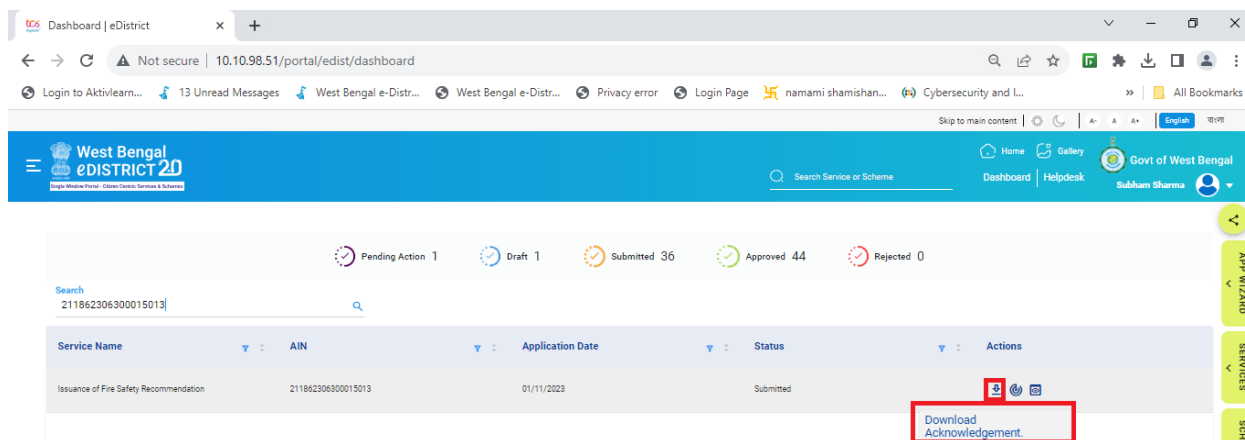 tcs Dashboard | eDistrict
Not secure | 10.10.98.51/portal/edist/dashboard
Login to Aktivlearn... 13 Unread Messages West Bengal e-Distr... West Bengal e-Distr... Privacy error Login Page namami shamishan... Cybersecurity and I... » All Bookmarks
Skip to main content A- A A+ English বাংলা
West Bengal
eDISTRICT 2.0
Single Window Portal - Citizen Centric Services & Schemes
Search Service or Scheme
Home Gallery
Dashboard | Helpdesk
Govt of West Bengal
Subham Sharma
Pending Action 1 Draft 1 Submitted 36 Approved 44 Rejected 0
Search
211862306300015013
Service Name AIN Application Date Status Actions
Issuance of Fire Safety Recommendation 211862306300015013 01/11/2023 Submitted
Download
Acknowledgement.
APP WIZARD
SERVICES
SCH